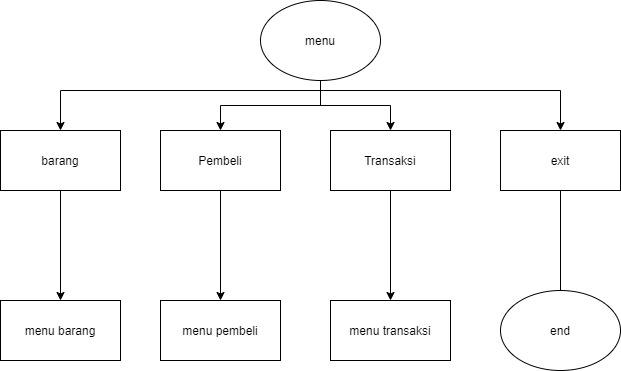 menu
barang
Pembeli
Transaksi
exit
menu barang
menu pembeli
menu transaksi
end